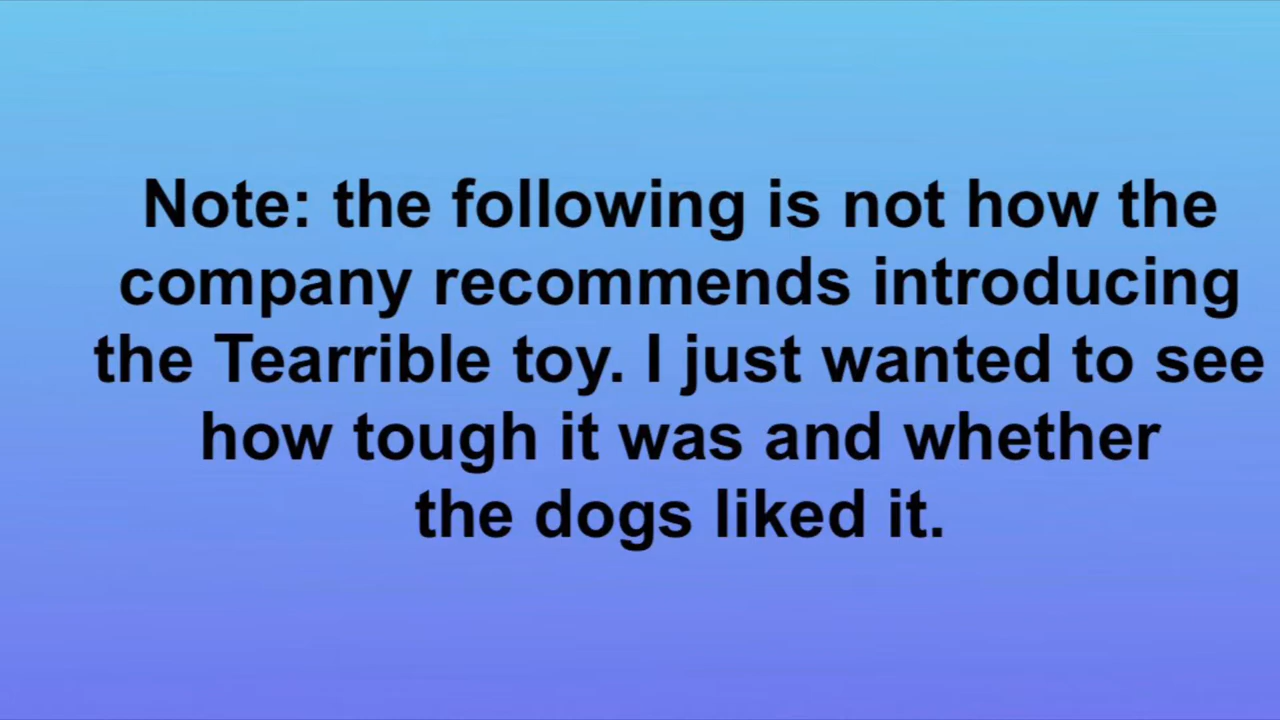 Note: the following is not how the
company recommends introducing
the Tearrible toy. I just wanted to see
how tough it was and whether
the dogs liked it.